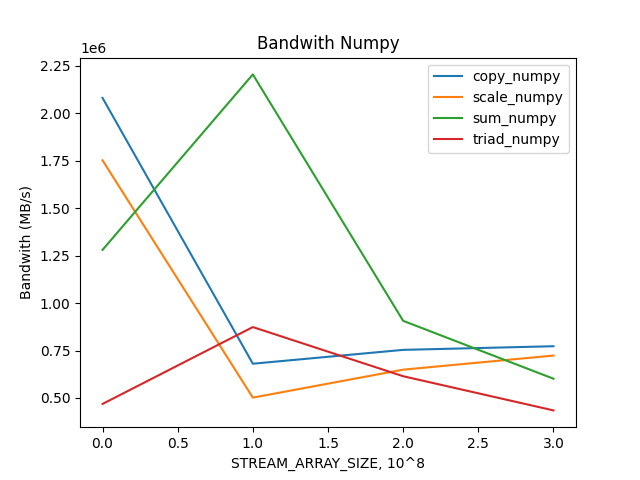 Bandwith Numpy
1e6
2.25
2.00
1.75
1.50
1.25
1.00
0.75
0.50
Bandwith (MB/s)
copy_numpy
scale_numpy
sum_numpy
triad_numpy
0.0 0.5 1.0 1.5 2.0 2.5 3.0
STREAM_ARRAY_SIZE, 10^8